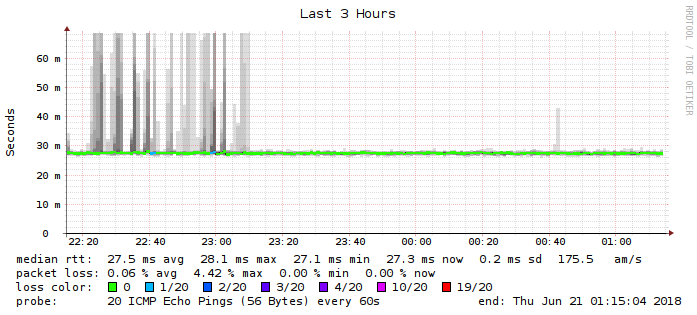 Last 3 Hours
RRDTOOL / TOBI OETIKER
Seconds
60 m
50 m
40 m
30 m
20 m
10 m
0
22:20 22:40 23:00 23:20 23:40 00:00 00:20 00:40 01:00
median rtt: 27.5 ms avg 28.1 ms max 27.1 ms min 27.3 ms now 0.2 ms sd 175.5 am/s
packet loss: 0.06 % avg 4.42 % max 0.00 % min 0.00 % now
loss color: 0 1/20 2/20 3/20 4/20 10/20 19/20
probe: 20 ICMP Echo Pings (56 Bytes) every 60s end: Thu Jun 21 01:15:04 2018